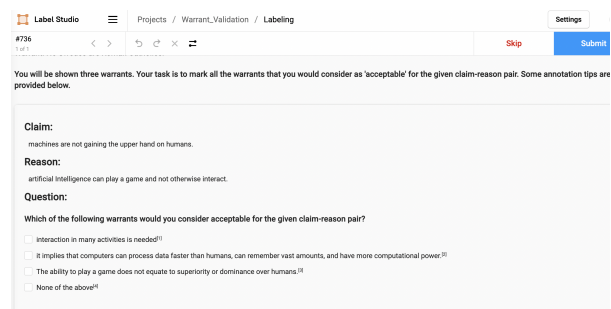 Label Studio
Projects / Warrant_Validation / Labeling
Settings
#736
1 of 1
Skip
Submit
You will be shown three warrants. Your task is to mark all the warrants that you would consider as 'acceptable' for the given claim-reason pair. Some annotation tips are
provided below.
Claim:
machines are not gaining the upper hand on humans.
Reason:
artificial Intelligence can play a game and not otherwise interact.
Question:
Which of the following warrants would you consider acceptable for the given claim-reason pair?
Interaction in many activities is needed[1]
it implies that computers can process data faster than humans, can remember vast amounts, and have more computational power.[2]
The ability to play a game does not equate to superiority or dominance over humans.[3]
None of the above[4]